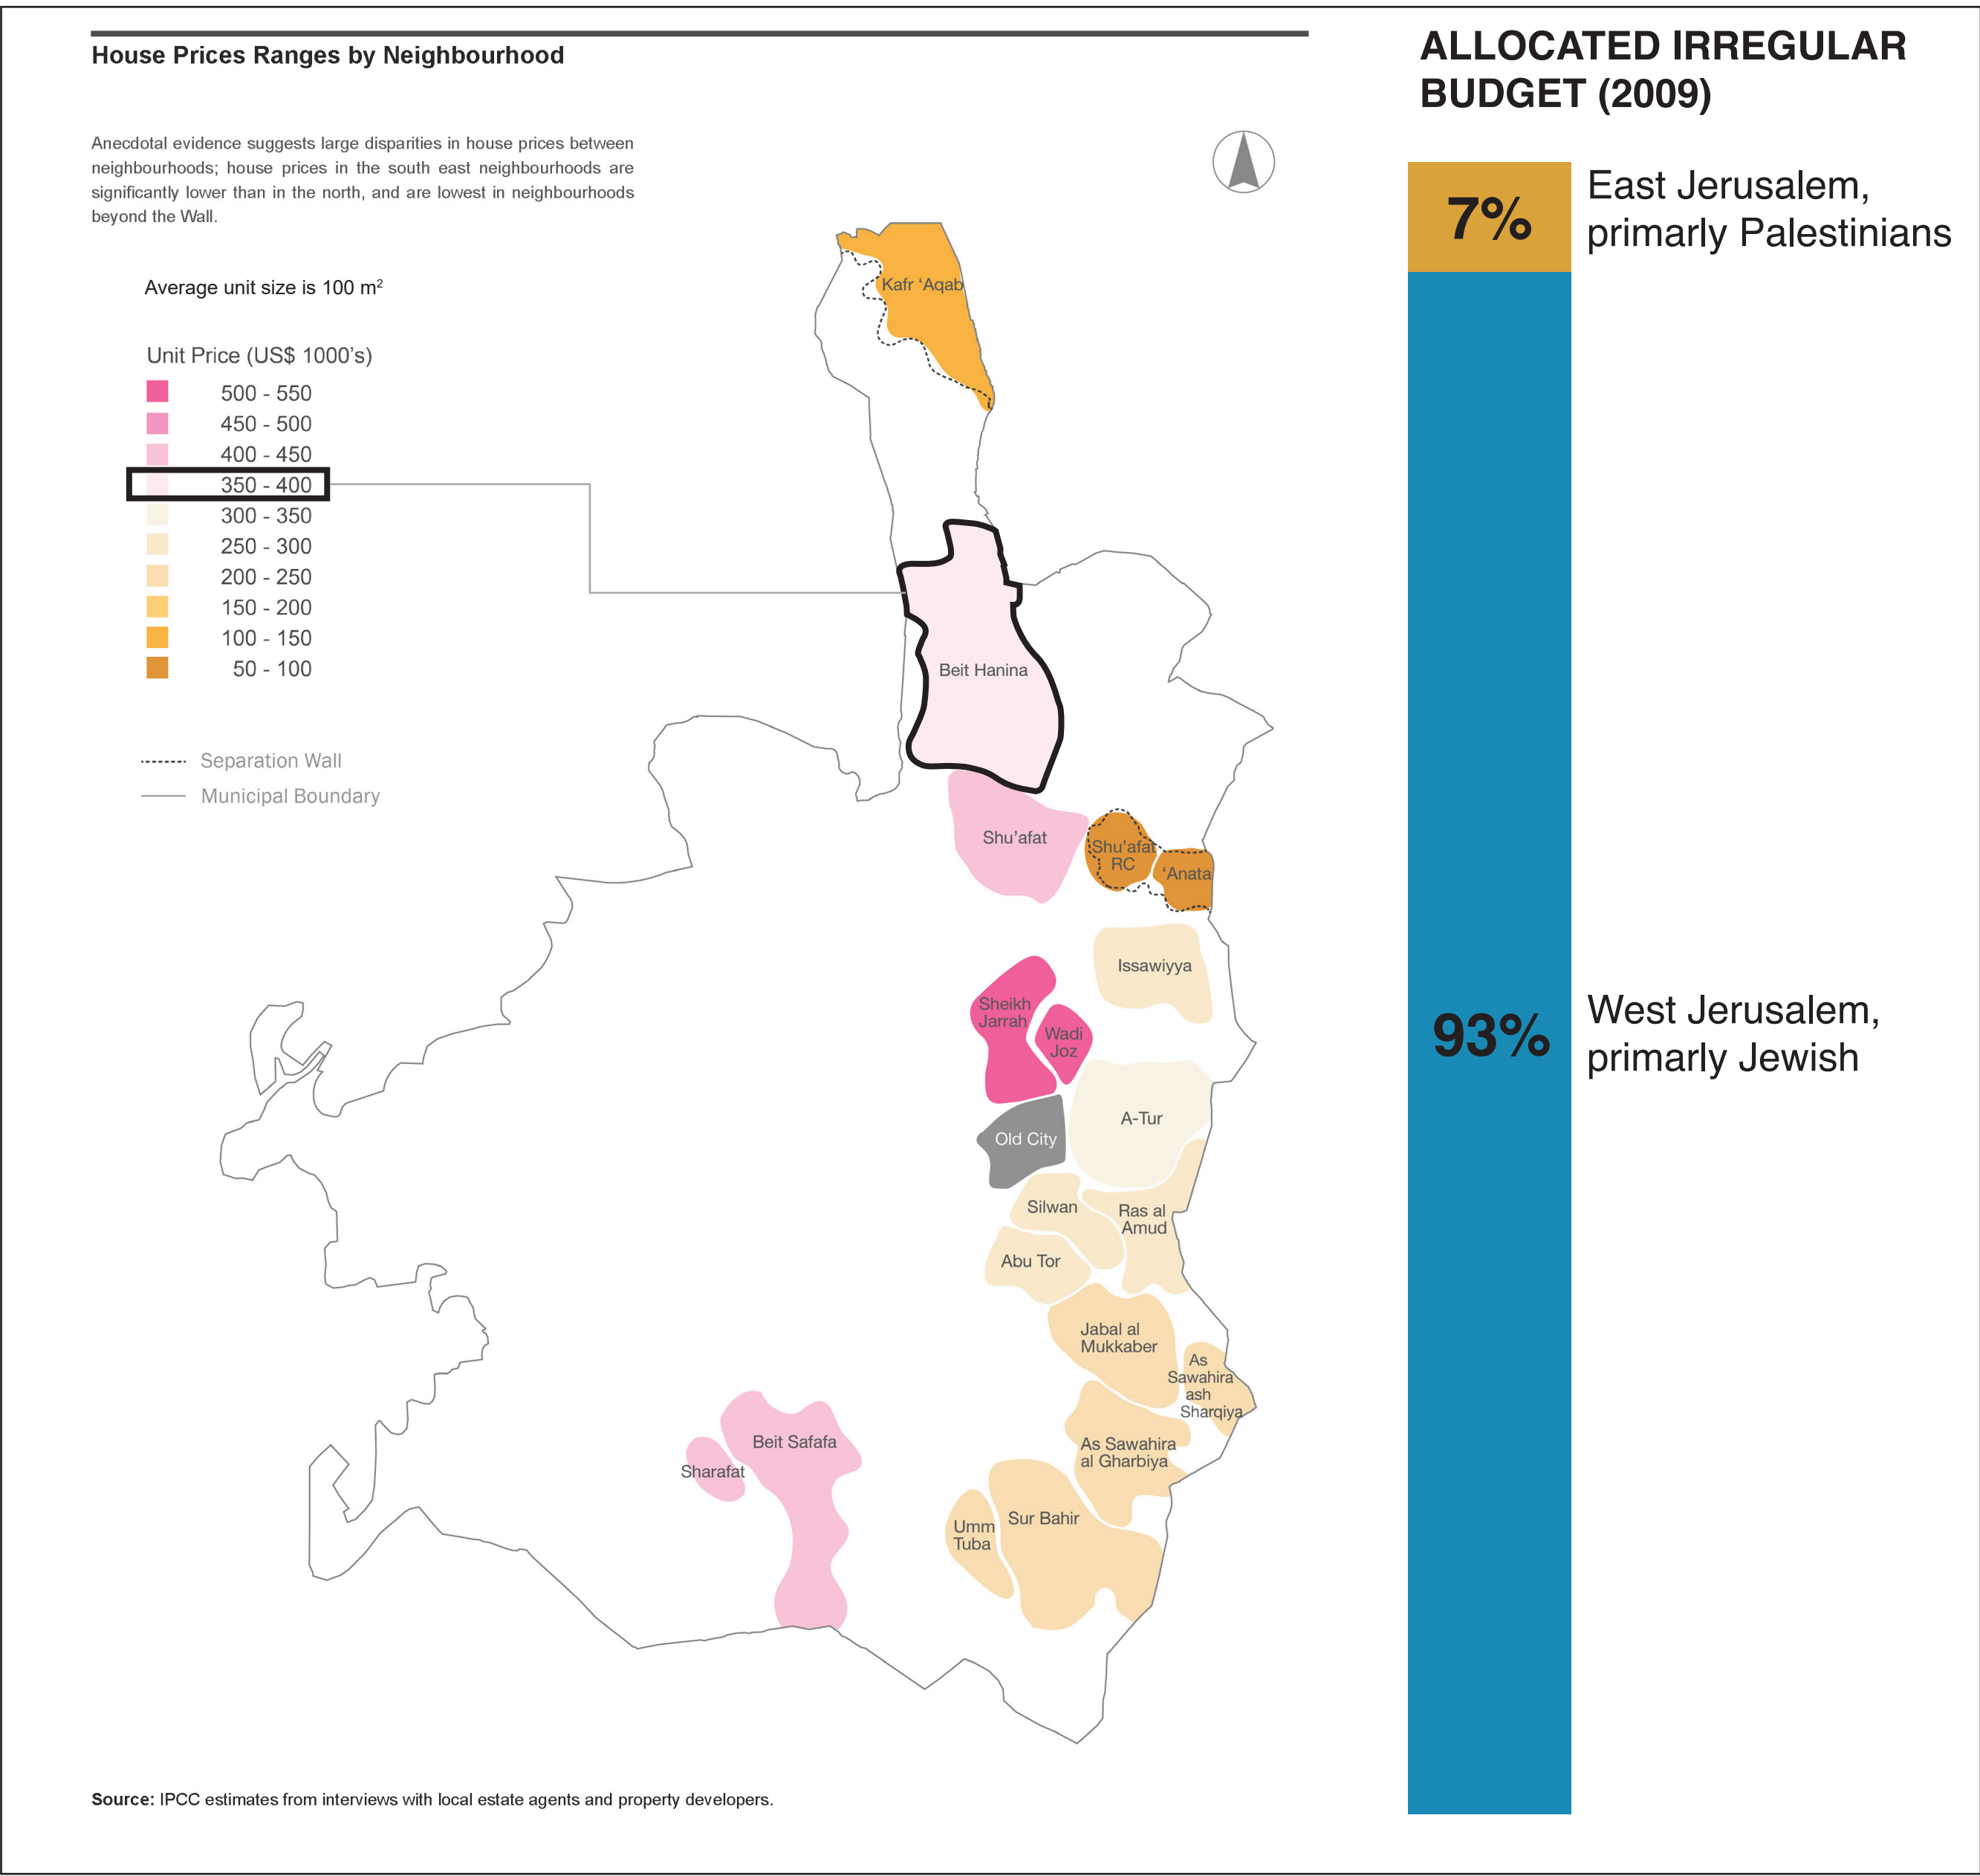 House Prices Ranges by Neighbourhood
Anecdotal evidence suggests large disparities in house prices between
neighbourhoods; house prices in the south east neighbourhoods are
significantly lower than in the north, and are lowest in neighbourhoods
beyond the Wall.
Average unit size is 100 m²
Unit Price (US$ 1000’s)
500 - 550
450 - 500
400 - 450
350 - 400
300 - 350
250 - 300
200 - 250
150 - 200
100 - 150
50 - 100
Separation Wall
Municipal Boundary
Kafr ‘Aqab
Beit Hanina
Shu’afat
Shu’afat
RC
‘Anata
Issawiyya
Sheikh
Jarrah
Wadi
Joz
A-Tur
Old City
Silwan
Ras al
Amud
Abu Tor
Jabal al
Mukkaber
As
Sawahira
ash
Sharqiya
As Sawahira
al Gharbiya
Beit Safafa
Sharafat
Sur Bahir
Umm
Tuba
Source: IPCC estimates from interviews with local estate agents and property developers.
ALLOCATED IRREGULAR
BUDGET (2009)
7%
East Jerusalem,
primarly Palestinians
93%
West Jerusalem,
primarly Jewish